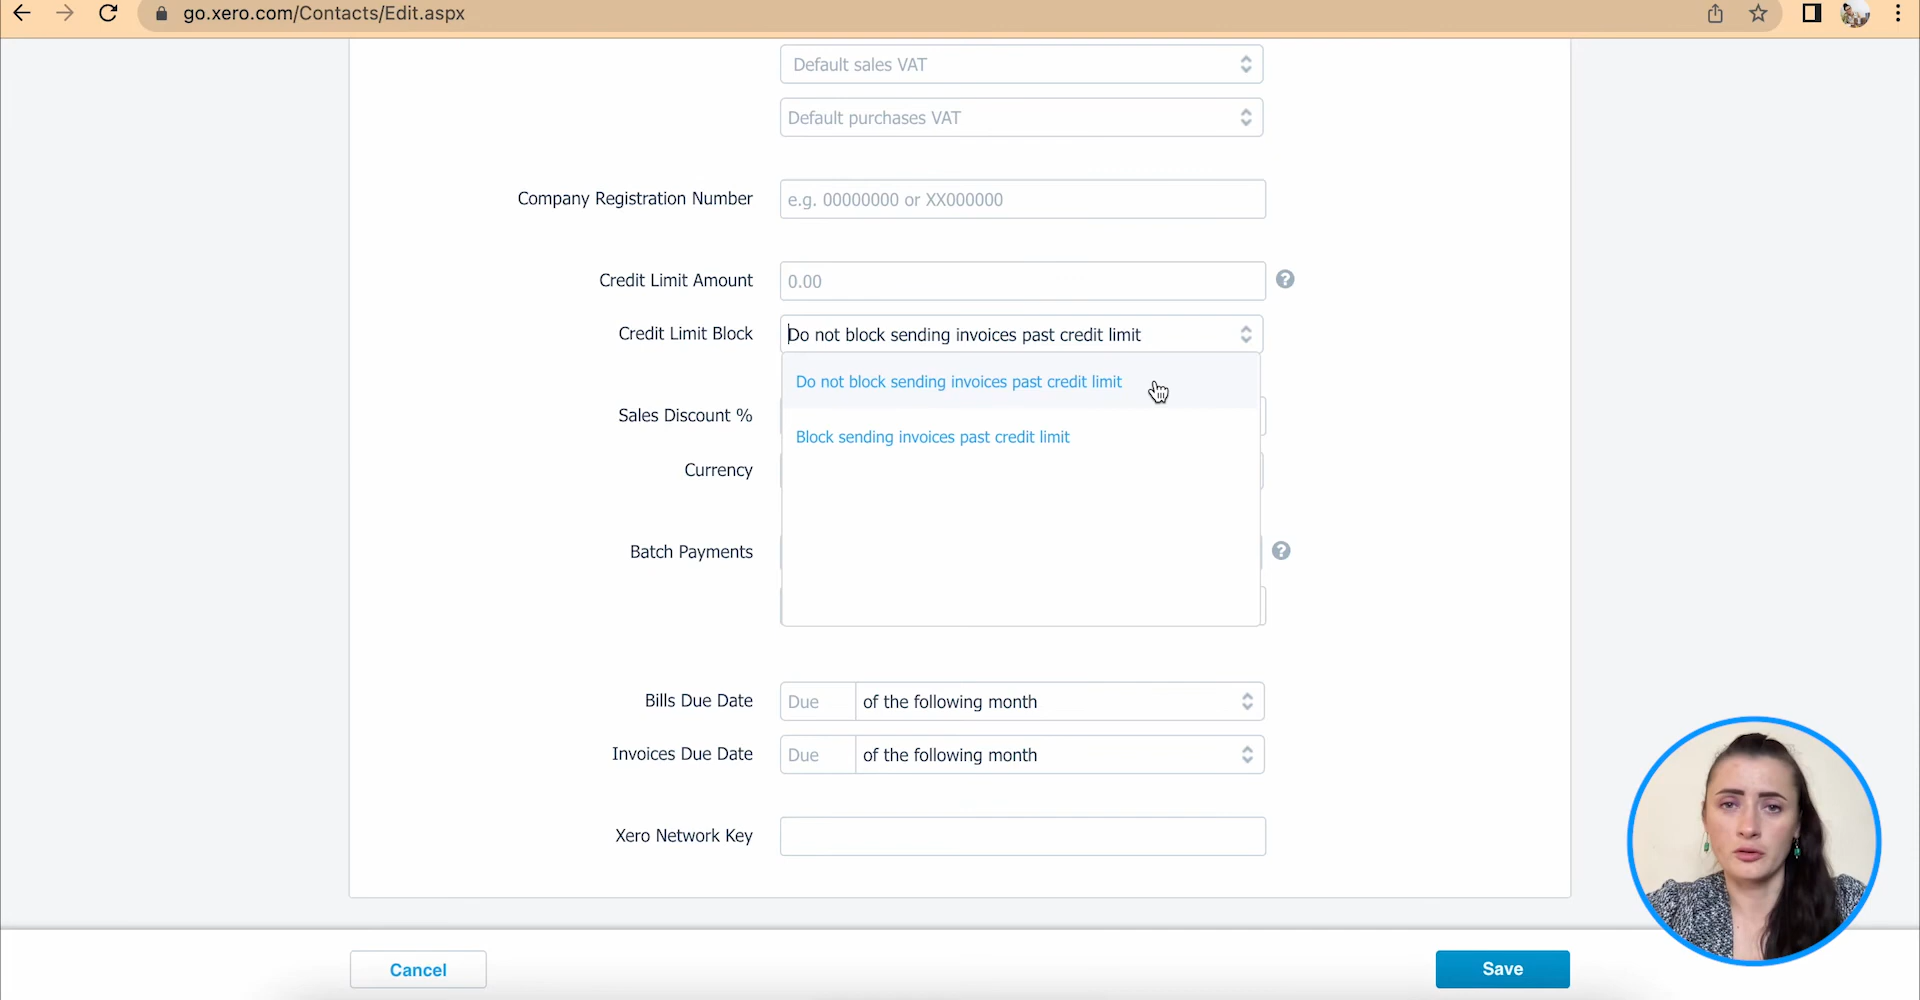 go.xero.com/Contacts/Edit.aspx
Default sales VAT
Default purchases VAT
Company Registration Number
e.g. 00000000 or XX000000
Credit Limit Amount
0.00
?
Credit Limit Block
Do not block sending invoices past credit limit
Do not block sending invoices past credit limit
Sales Discount %
Block sending invoices past credit limit
Currency
Batch Payments
?
Bills Due Date
Due
of the following month
Invoices Due Date
Due
of the following month
Xero Network Key
Cancel
Save